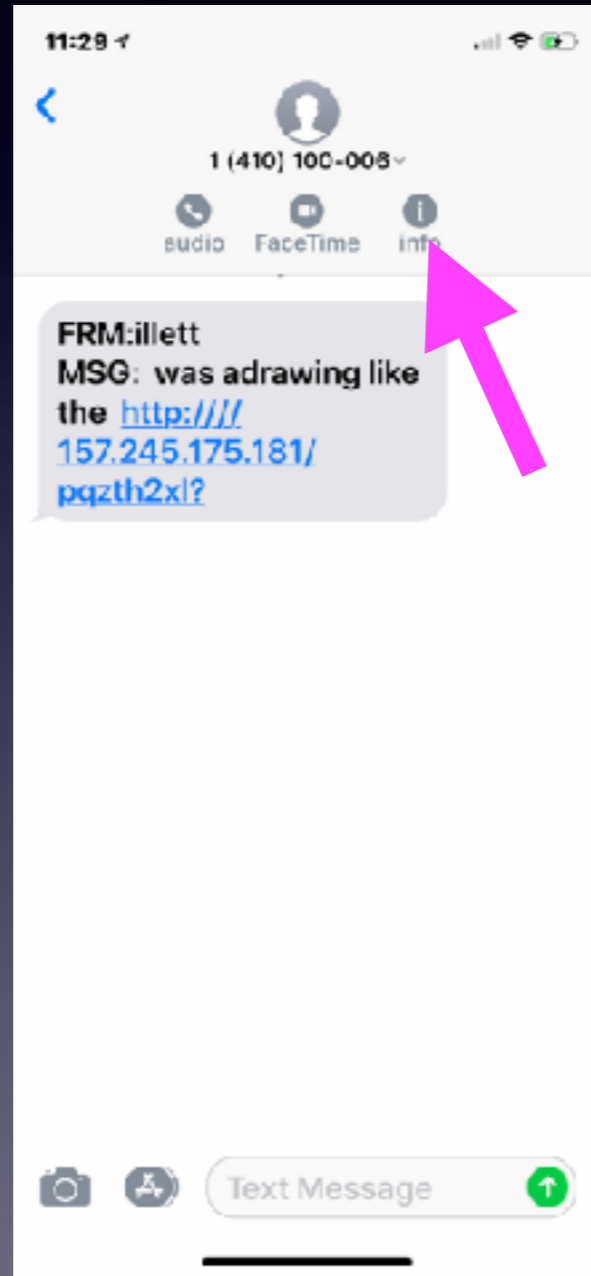 11:29
1 (410) 100-006
audio FaceTime info
FRM:illett
MSG: was adrawing like
the http:////
157.245.175.181/
pqzth2xl?
Text Message